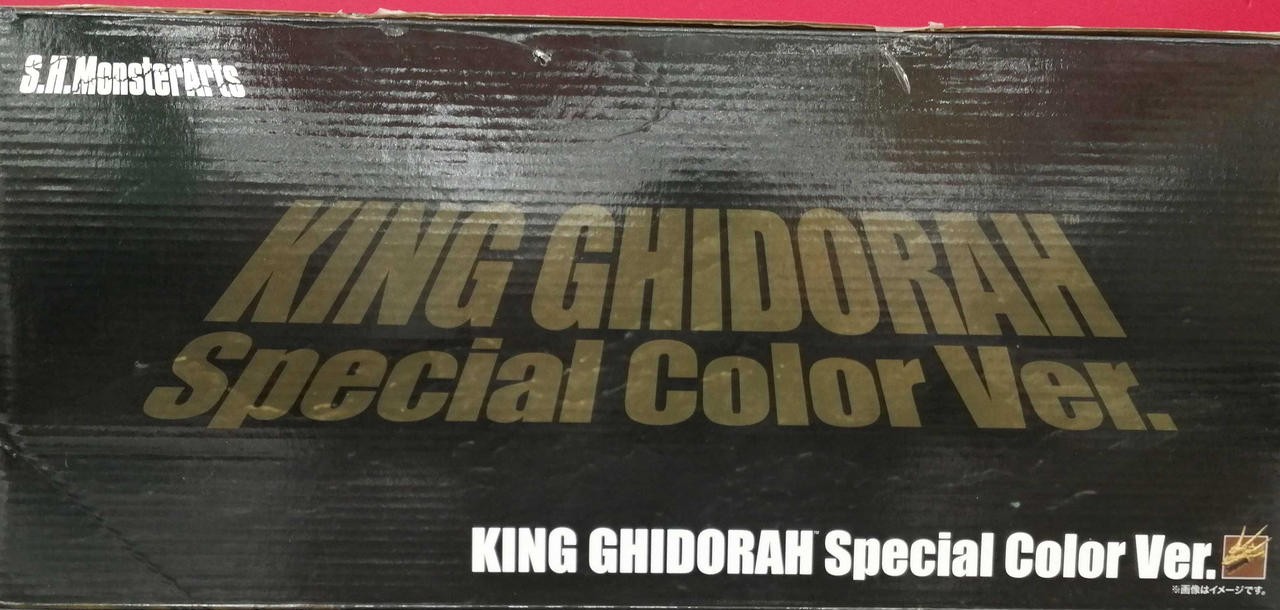 S.H.MonsterArts
KING GHIDORAH™
Special Color Ver.
KING GHIDORAH™ Special Color Ver.
※画像はイメージです。